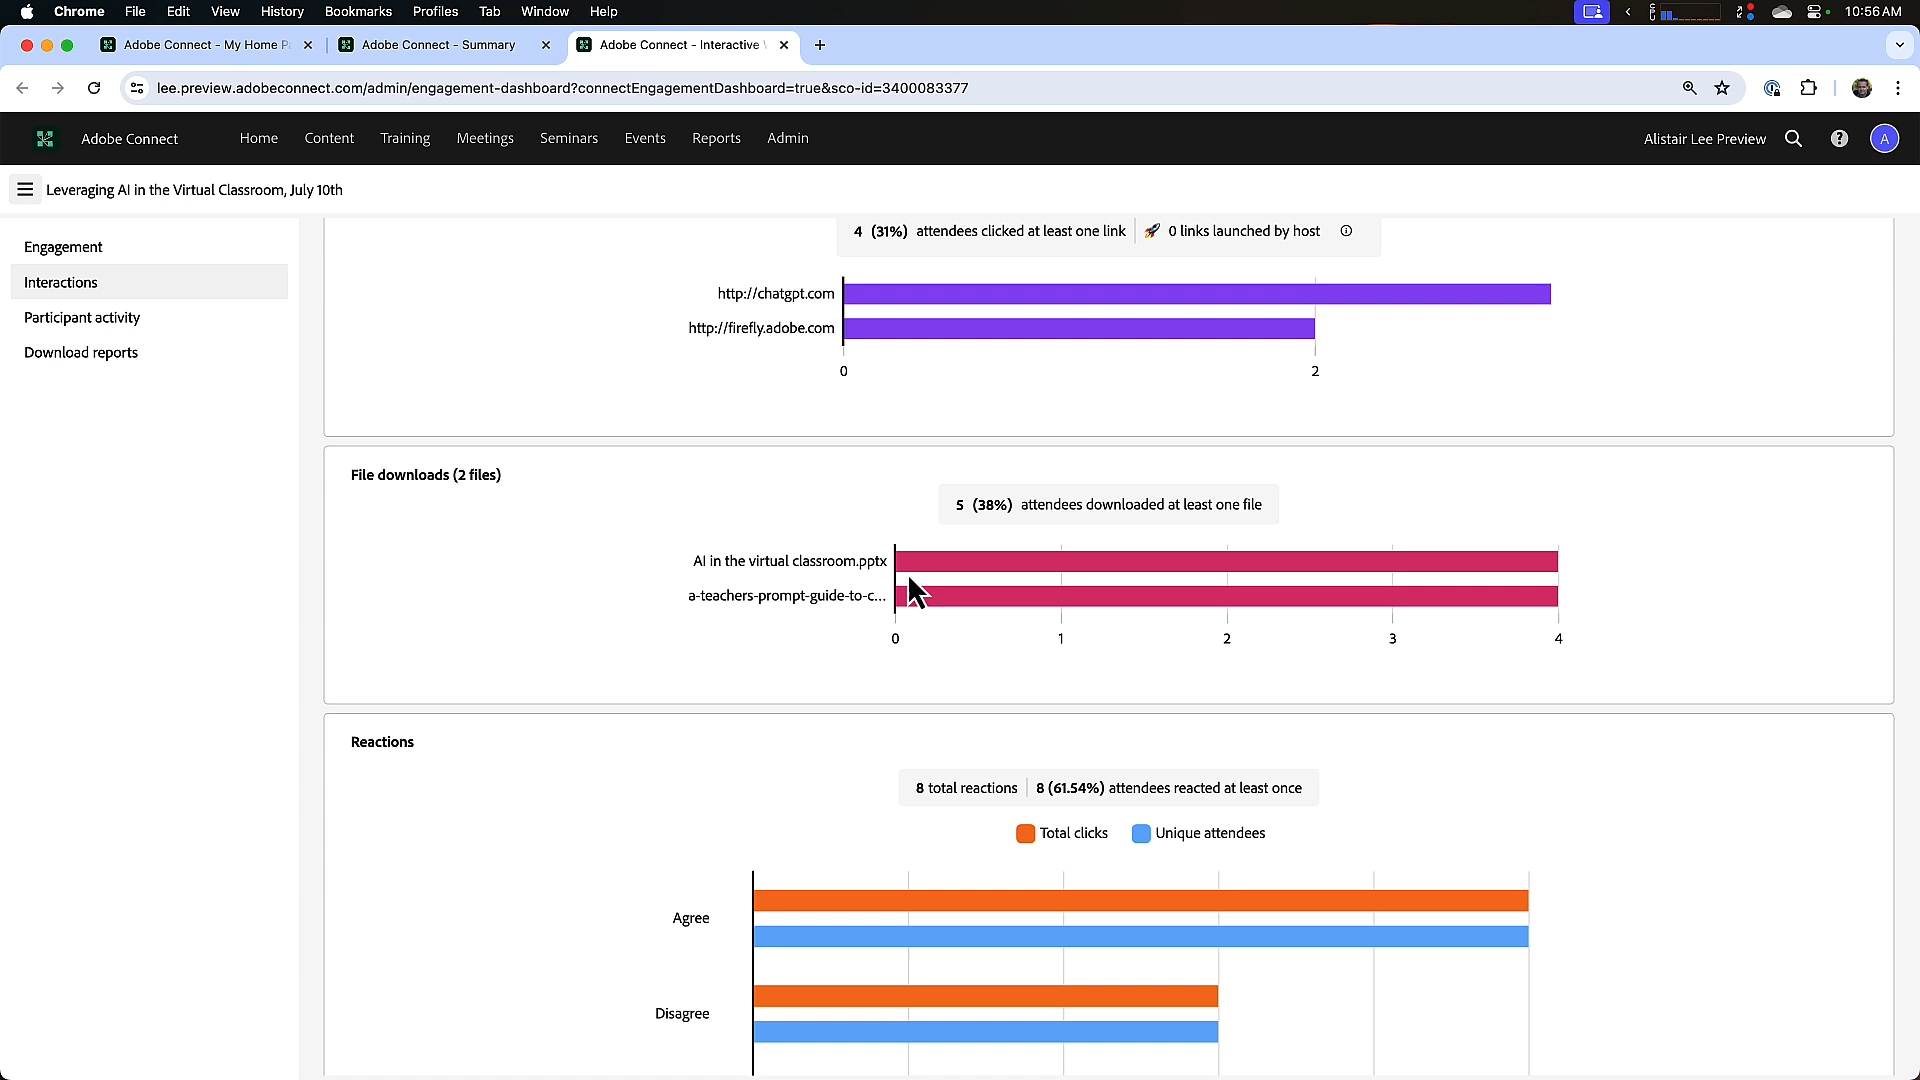 Chrome File Edit View History Bookmarks Profiles Tab Window Help 10:56 AM
Adobe Connect - My Home P Adobe Connect - Summary Adobe Connect - Interactive
lee.preview.adobeconnect.com/admin/engagement-dashboard?connectEngagementDashboard=true&sco-id=3400083377
Adobe Connect Home Content Training Meetings Seminars Events Reports Admin Alistair Lee Preview A
Leveraging AI in the Virtual Classroom, July 10th
Engagement
Interactions
Participant activity
Download reports
4 (31%) attendees clicked at least one link 🚀 0 links launched by host
http://chatgpt.com
http://firefly.adobe.com
0 2
File downloads (2 files)
5 (38%) attendees downloaded at least one file
AI in the virtual classroom.pptx
a-teachers-prompt-guide-to-c...
0 1 2 3 4
Reactions
8 total reactions 8 (61.54%) attendees reacted at least once
Total clicks Unique attendees
Agree
Disagree